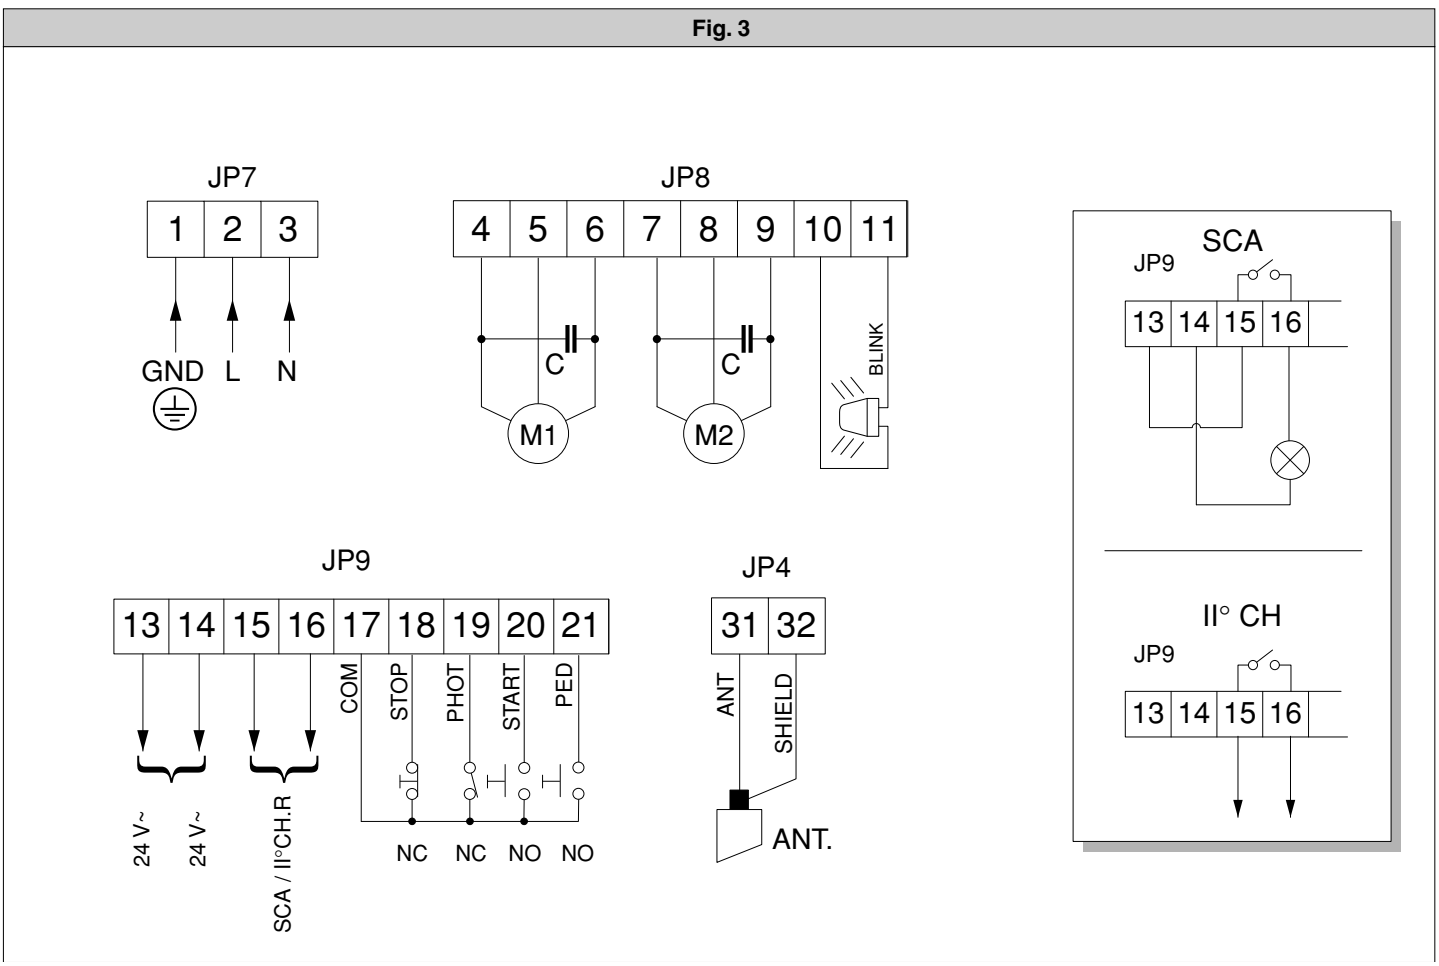 Fig. 3
JP7
1 2 3
GND L N
JP8
4 5 6 7 8 9 10 11
C
C
M1
M2
BLINK
SCA
JP9
13 14 15 16
II° CH
JP9
13 14 15 16
JP9
13 14 15 16 17 18 19 20 21
COM
STOP
PHOT
START
PED
24 V~
24 V~
SCA / II°CH.R
NC NC NO NO
JP4
31 32
ANT
SHIELD
ANT.